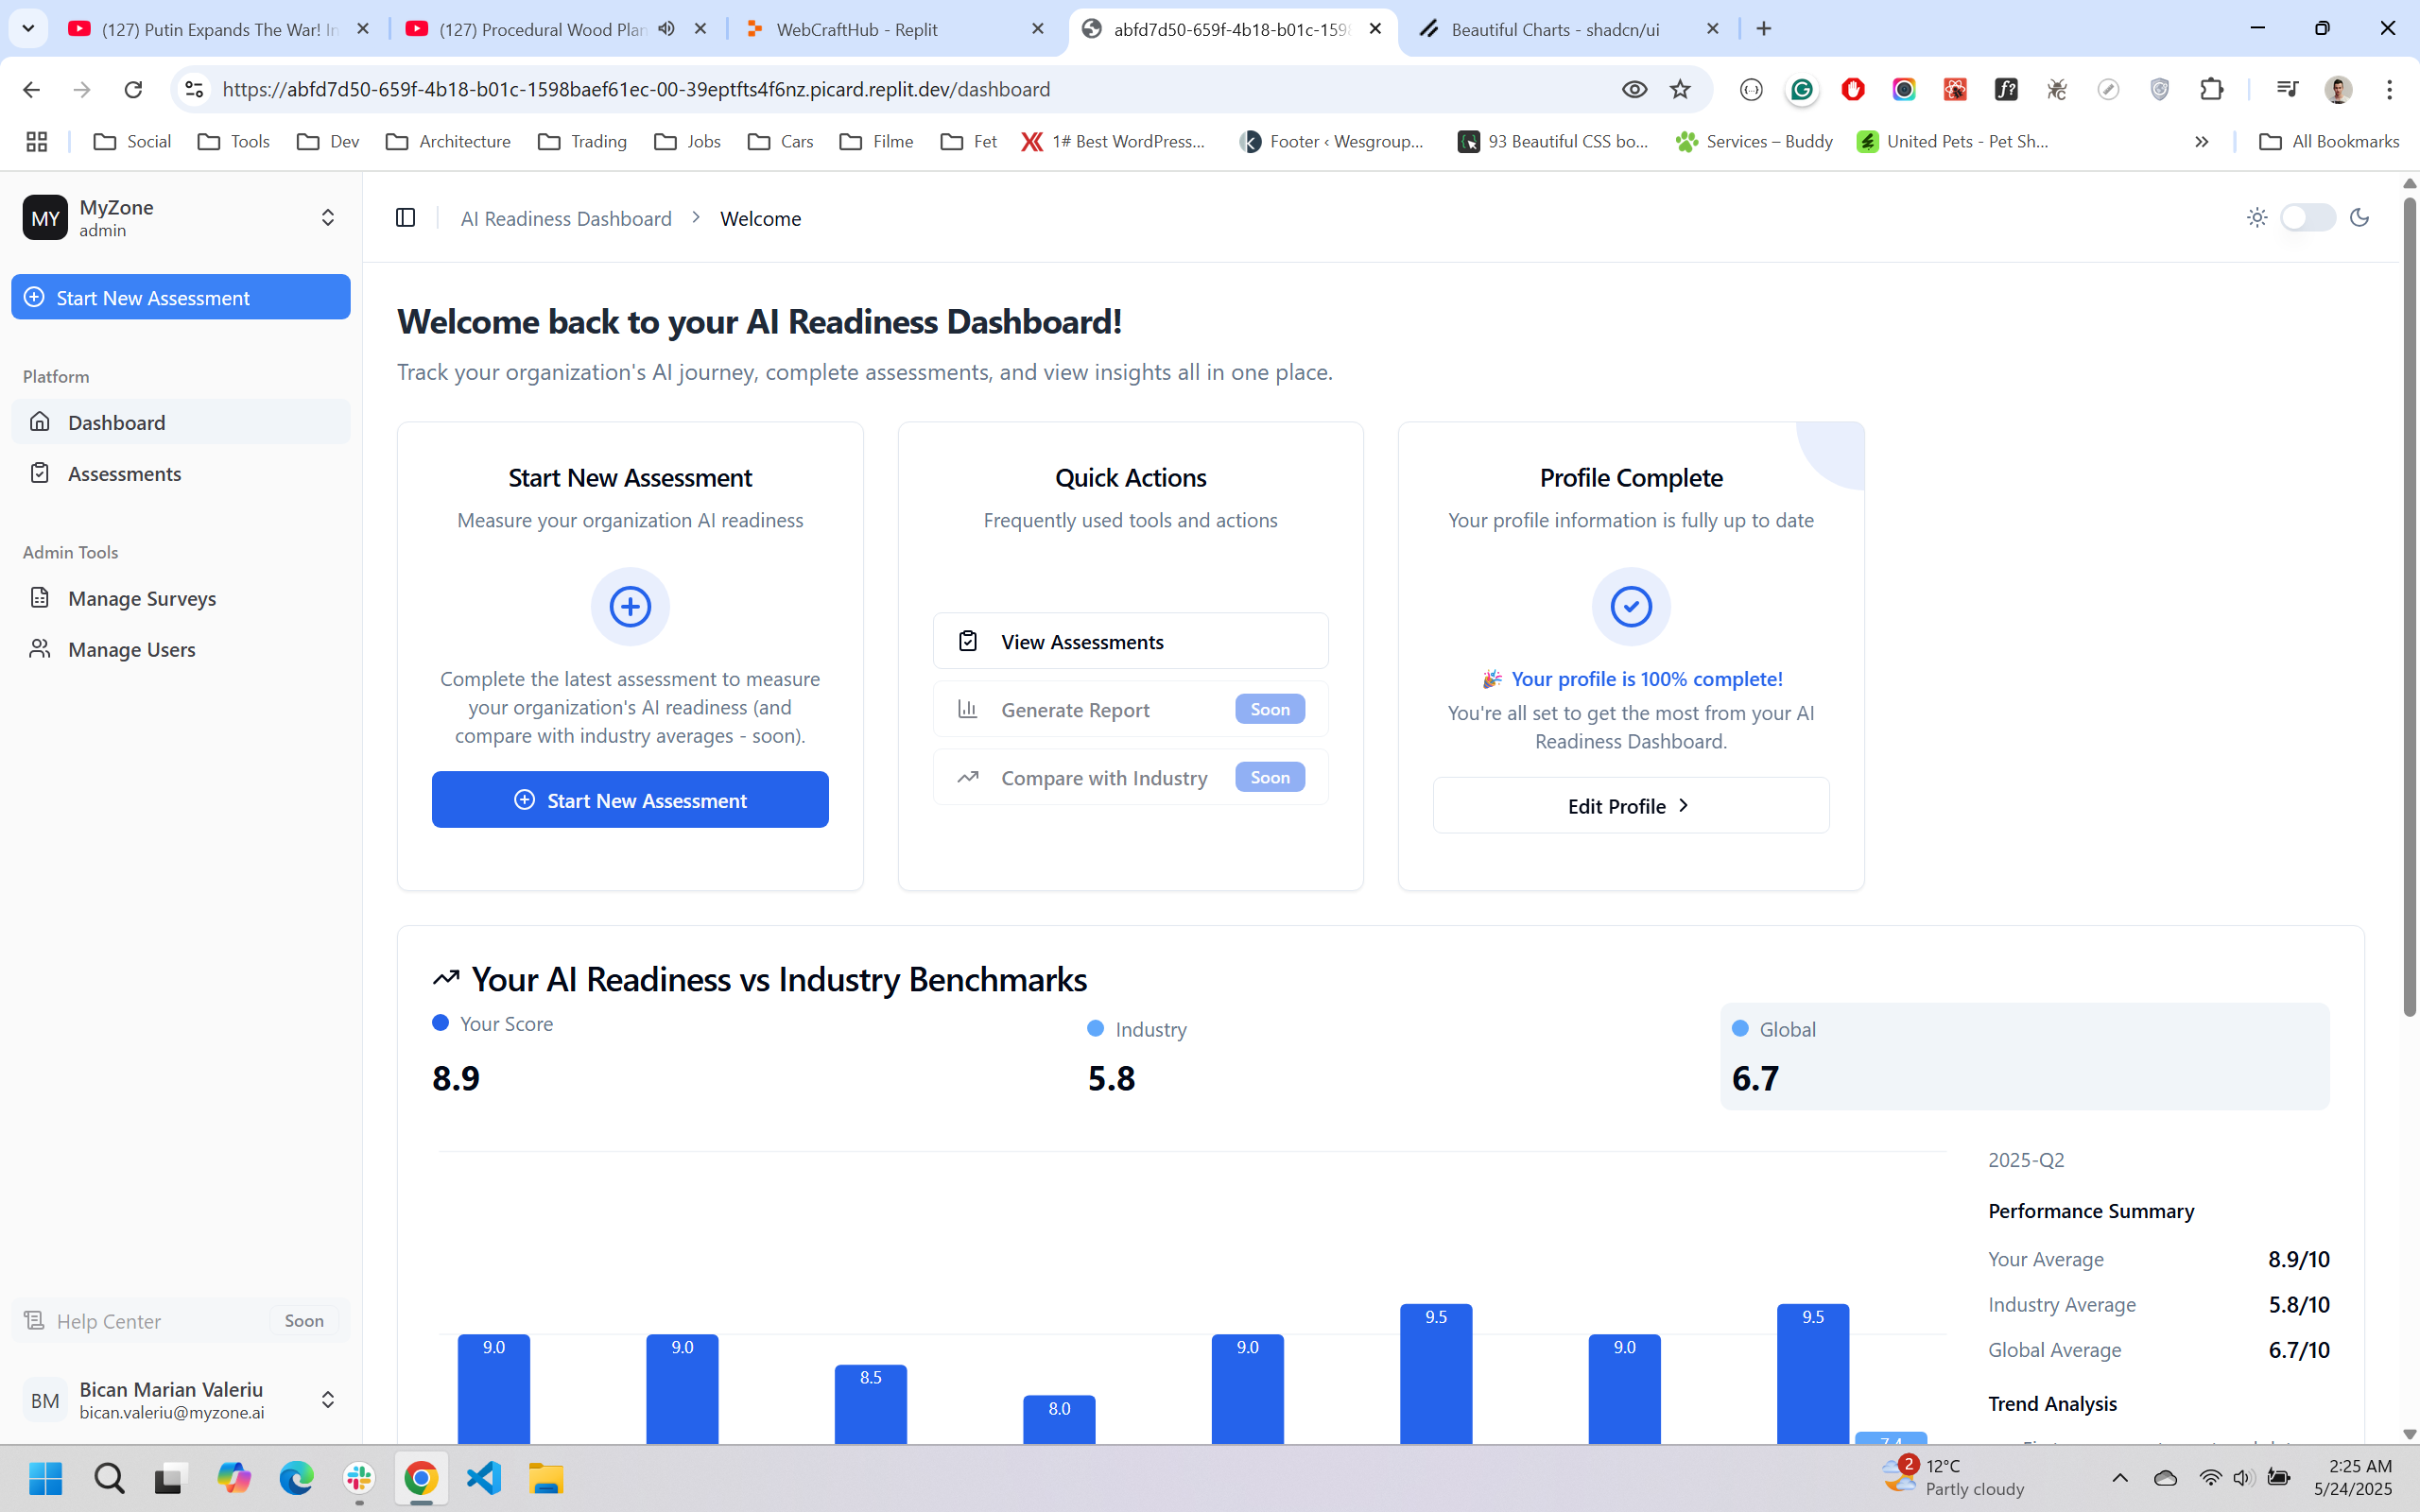 (127) Putin Expands The War! In
(127) Procedural Wood Plan
WebCraftHub - Replit
abfd7d50-659f-4b18-b01c-159
Beautiful Charts - shadcn/ui
https://abfd7d50-659f-4b18-b01c-1598baef61ec-00-39eptfts4f6nz.picard.replit.dev/dashboard
Social
Tools
Dev
Architecture
Trading
Jobs
Cars
Filme
Fet
1# Best WordPress...
Footer ‹ Wesgroup...
93 Beautiful CSS bo...
Services – Buddy
United Pets - Pet Sh...
All Bookmarks
MY
MyZone
admin
AI Readiness Dashboard
Welcome
Start New Assessment
Platform
Dashboard
Assessments
Admin Tools
Manage Surveys
Manage Users
Help Center
Soon
BM
Bican Marian Valeriu
bican.valeriu@myzone.ai
Welcome back to your AI Readiness Dashboard!
Track your organization's AI journey, complete assessments, and view insights all in one place.
Start New Assessment
Measure your organization AI readiness
Complete the latest assessment to measure
your organization's AI readiness (and
compare with industry averages - soon).
Start New Assessment
Quick Actions
Frequently used tools and actions
View Assessments
Generate Report
Soon
Compare with Industry
Soon
Profile Complete
Your profile information is fully up to date
🎉 Your profile is 100% complete!
You're all set to get the most from your AI
Readiness Dashboard.
Edit Profile
Your AI Readiness vs Industry Benchmarks
Your Score
8.9
Industry
5.8
Global
6.7
9.0
9.0
8.5
8.0
9.0
9.5
9.0
9.5
7.4
2025-Q2
Performance Summary
Your Average
8.9/10
Industry Average
5.8/10
Global Average
6.7/10
Trend Analysis
2
12°C
Partly cloudy
2:25 AM
5/24/2025